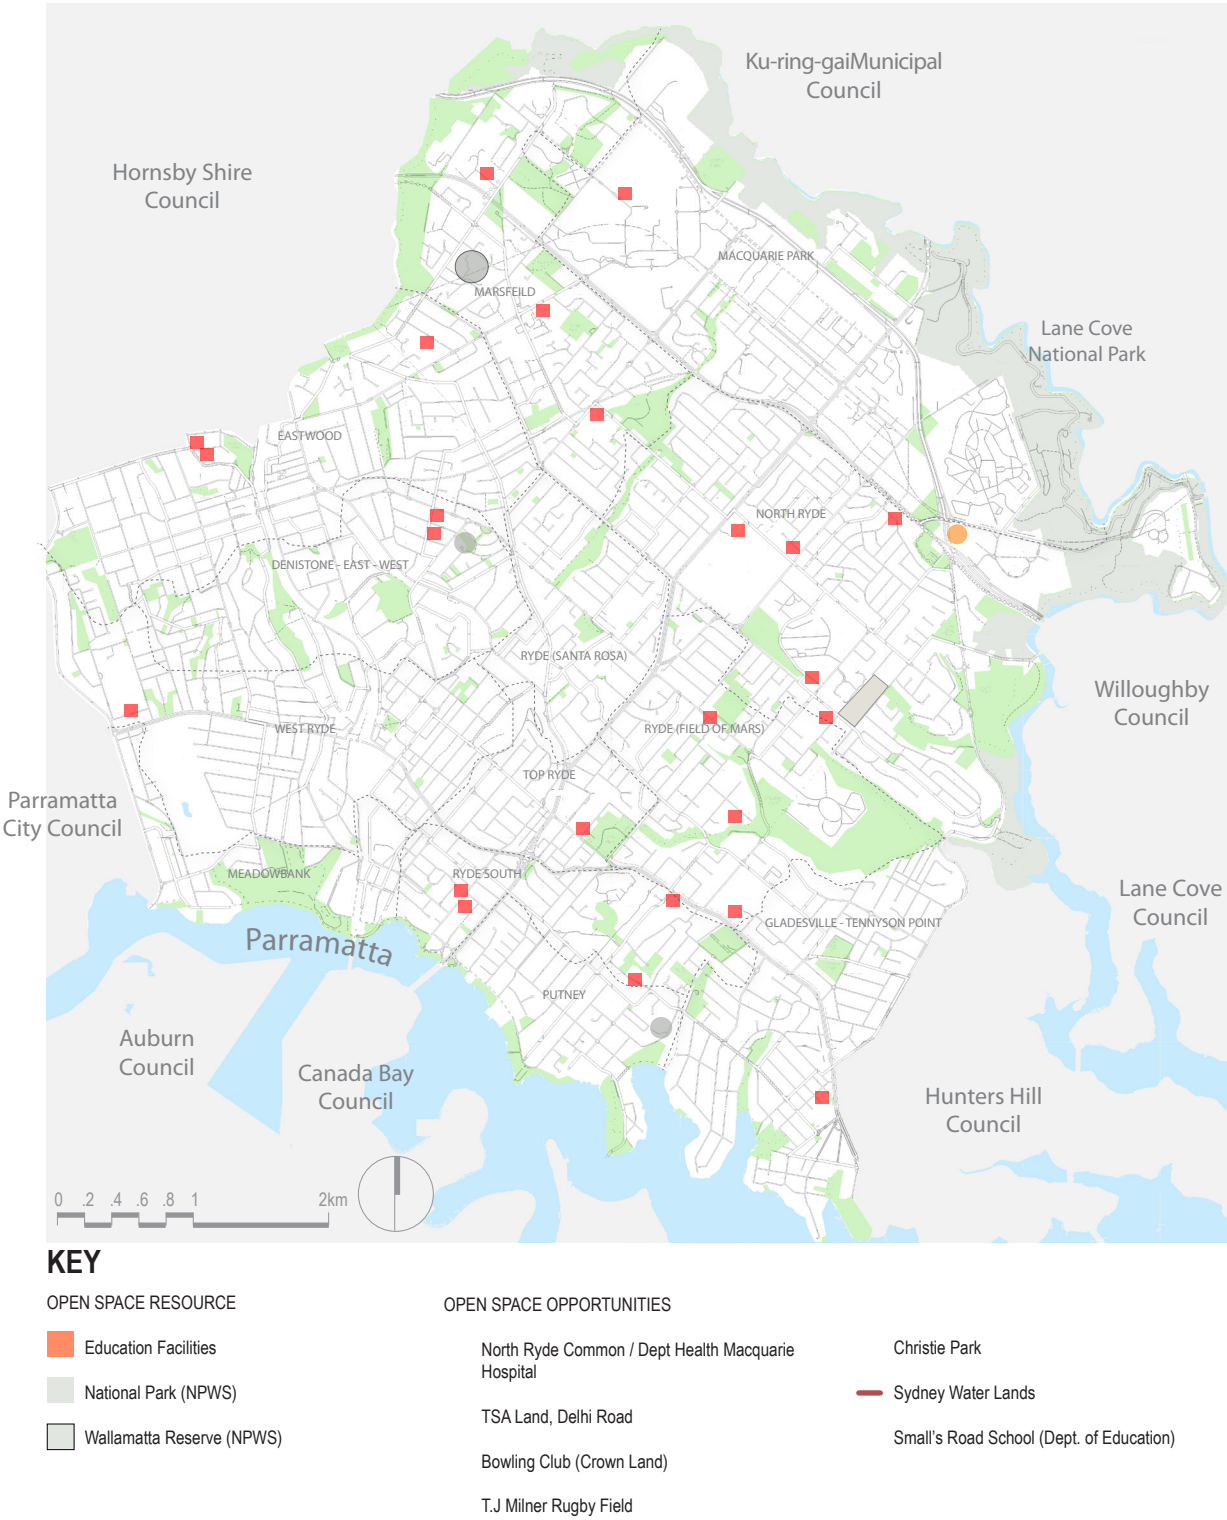 Ku-ring-gaiMunicipal
Council
Hornsby Shire
Council
MACQUARIE PARK
MARSFEILD
Lane Cove
National Park
EASTWOOD
NORTH RYDE
DENISTONE - EAST - WEST
RYDE (SANTA ROSA)
Willoughby
Council
WEST RYDE
RYDE (FIELD OF MARS)
TOP RYDE
Parramatta
City Council
MEADOWBANK
RYDE SOUTH
Lane Cove
Council
GLADESVILLE - TENNYSON POINT
Parramatta
PUTNEY
Auburn
Council
Canada Bay
Council
Hunters Hill
Council
0 .2 .4 .6 .8 1 2km
KEY
OPEN SPACE RESOURCE
Education Facilities
National Park (NPWS)
Wallamatta Reserve (NPWS)
OPEN SPACE OPPORTUNITIES
North Ryde Common / Dept Health Macquarie
Hospital
TSA Land, Delhi Road
Bowling Club (Crown Land)
T.J Milner Rugby Field
Christie Park
Sydney Water Lands
Small's Road School (Dept. of Education)